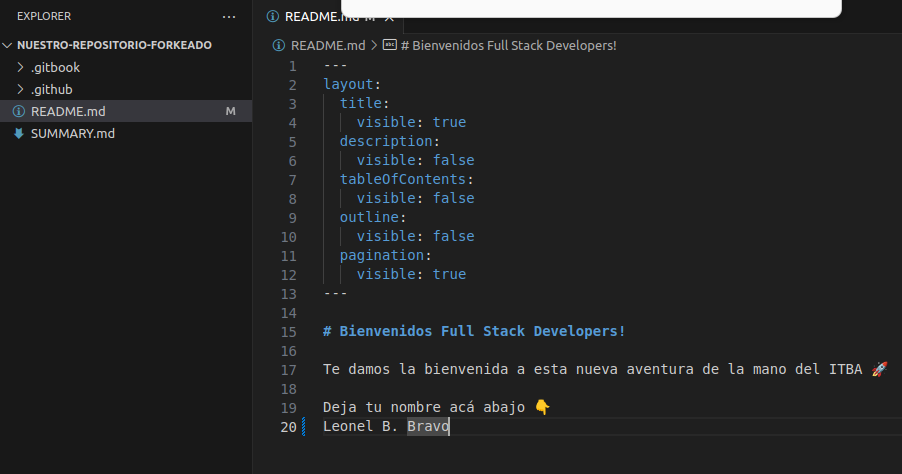 EXPLORER
NUESTRO-REPOSITORIO-FORKEADO
.gitbook
.github
README.md M
SUMMARY.md
README.md M
README.md > # Bienvenidos Full Stack Developers!
1 ---
2 layout:
3 title:
4 visible: true
5 description:
6 visible: false
7 tableOfContents:
8 visible: false
9 outline:
10 visible: false
11 pagination:
12 visible: true
13 ---
14
15 # Bienvenidos Full Stack Developers!
16
17 Te damos la bienvenida a esta nueva aventura de la mano del ITBA 🚀
18
19 Deja tu nombre acá abajo 👇
20 Leonel B. Bravo